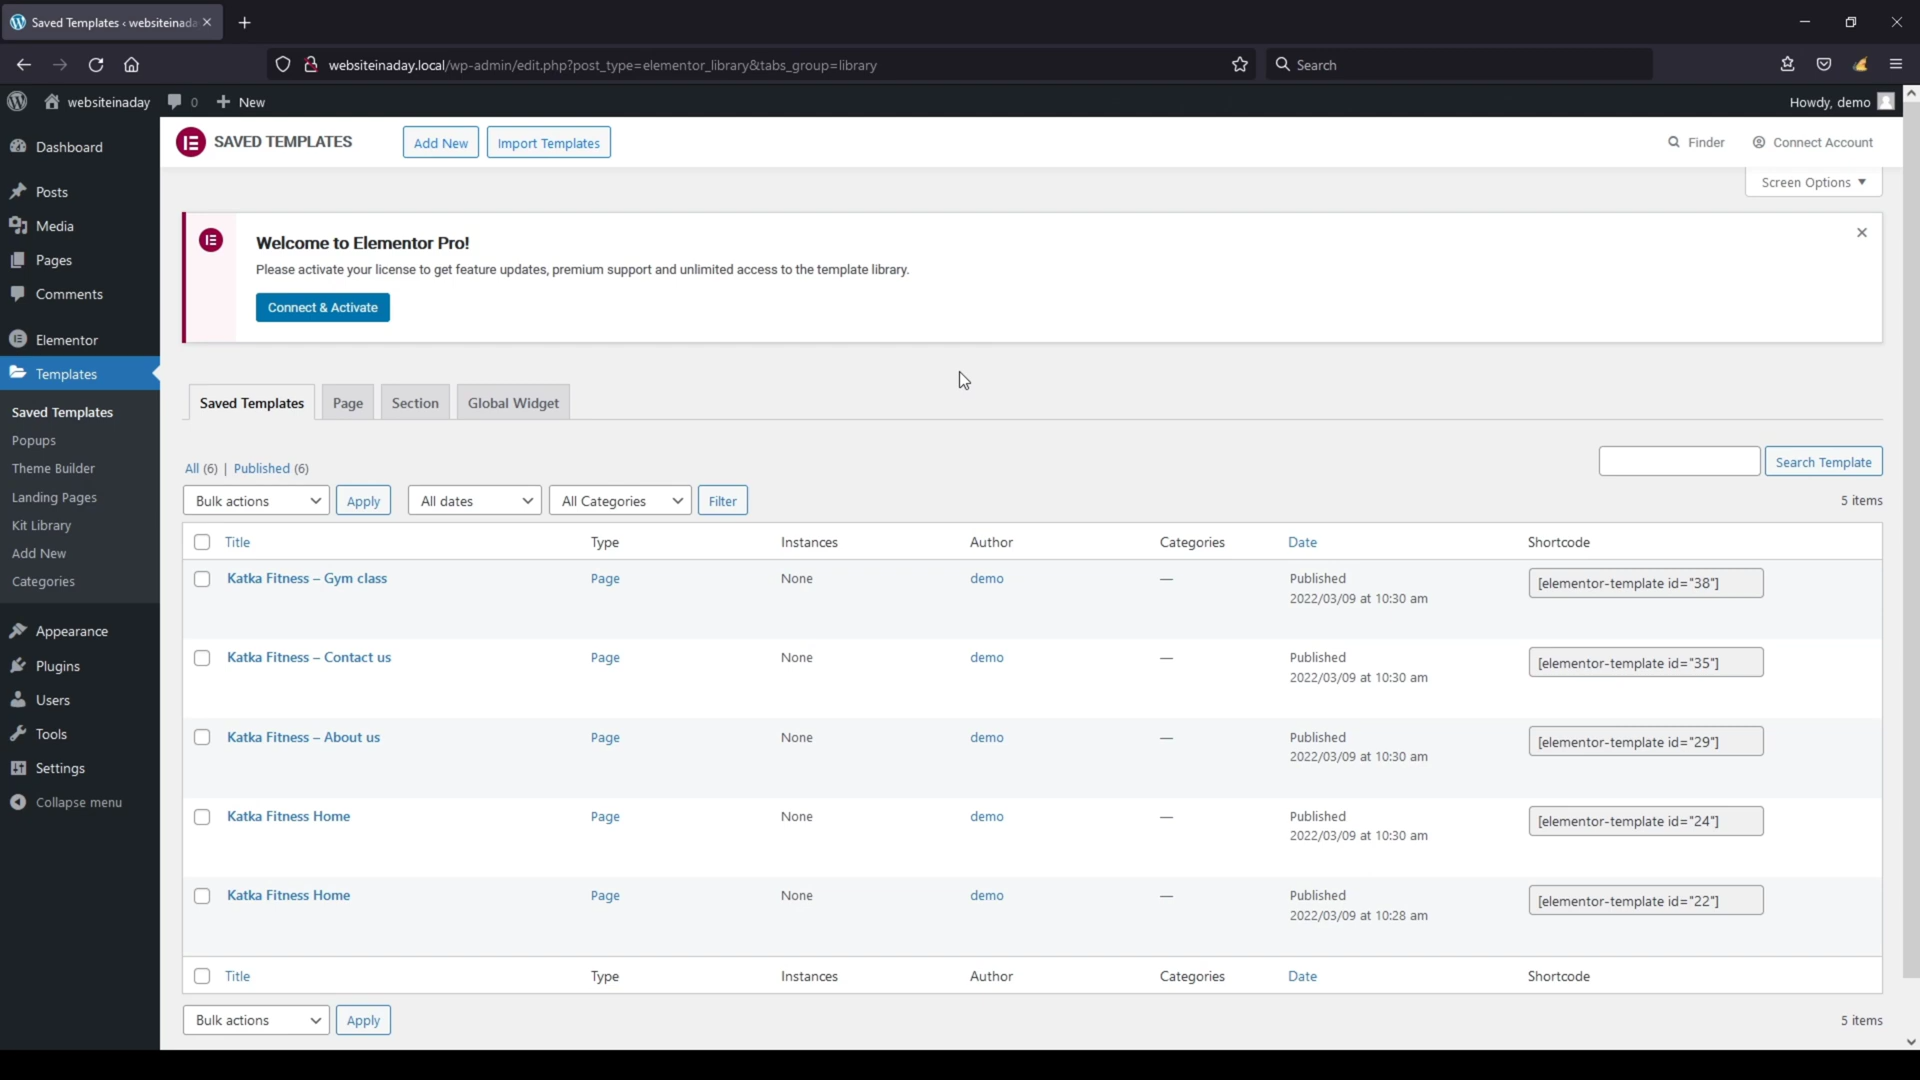 Saved Templates ‹ websiteinada
websiteinaday.local/wp-admin/edit.php?post_type=elementor_library&tabs_group=library
Search
websiteinaday
0
New
Howdy, demo
Dashboard
Posts
Media
Pages
Comments
Elementor
Templates
Saved Templates
Popups
Theme Builder
Landing Pages
Kit Library
Add New
Categories
Appearance
Plugins
Users
Tools
Settings
Collapse menu
SAVED TEMPLATES
Add New
Import Templates
Finder
Connect Account
Screen Options
Welcome to Elementor Pro!
Please activate your license to get feature updates, premium support and unlimited access to the template library.
Connect & Activate
Saved Templates
Page
Section
Global Widget
All (6) | Published (6)
Search Template
Bulk actions
Apply
All dates
All Categories
Filter
5 items
Title Type Instances Author Categories Date Shortcode
Katka Fitness – Gym class Page None demo — Published [elementor-template id="38"]
2022/03/09 at 10:30 am
Katka Fitness – Contact us Page None demo — Published [elementor-template id="35"]
2022/03/09 at 10:30 am
Katka Fitness – About us Page None demo — Published [elementor-template id="29"]
2022/03/09 at 10:30 am
Katka Fitness Home Page None demo — Published [elementor-template id="24"]
2022/03/09 at 10:30 am
Katka Fitness Home Page None demo — Published [elementor-template id="22"]
2022/03/09 at 10:28 am
Title Type Instances Author Categories Date Shortcode
Bulk actions
Apply
5 items